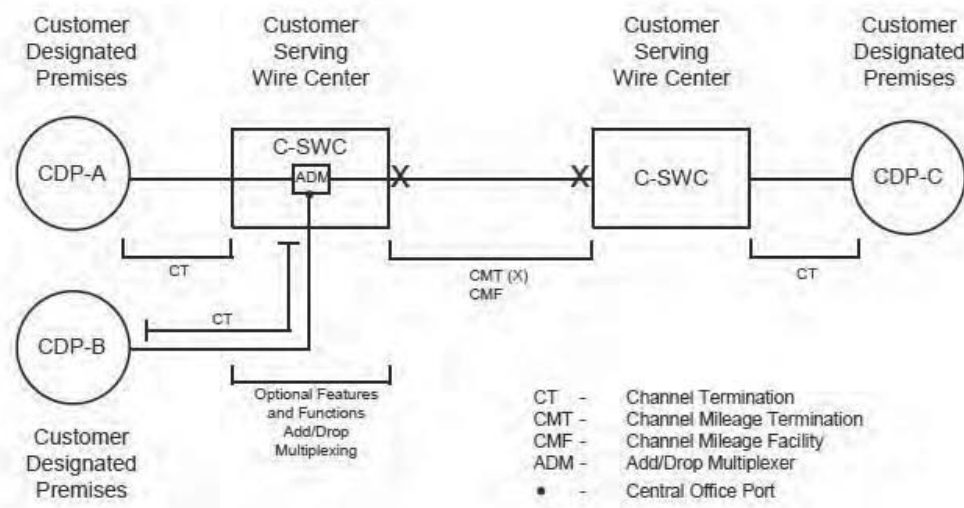 Customer
Designated
Premises
Customer
Serving
Wire Center
Customer
Serving
Wire Center
Customer
Designated
Premises
CDP-A
C-SWC
ADM
X
X
C-SWC
CDP-C
CT
CMT (X)
CMF
CT
CT
CDP-B
Optional Features
and Functions
Add/Drop
Multiplexing
Customer
Designated
Premises
CT - Channel Termination
CMT - Channel Mileage Termination
CMF - Channel Mileage Facility
ADM - Add/Drop Multiplexer
• - Central Office Port